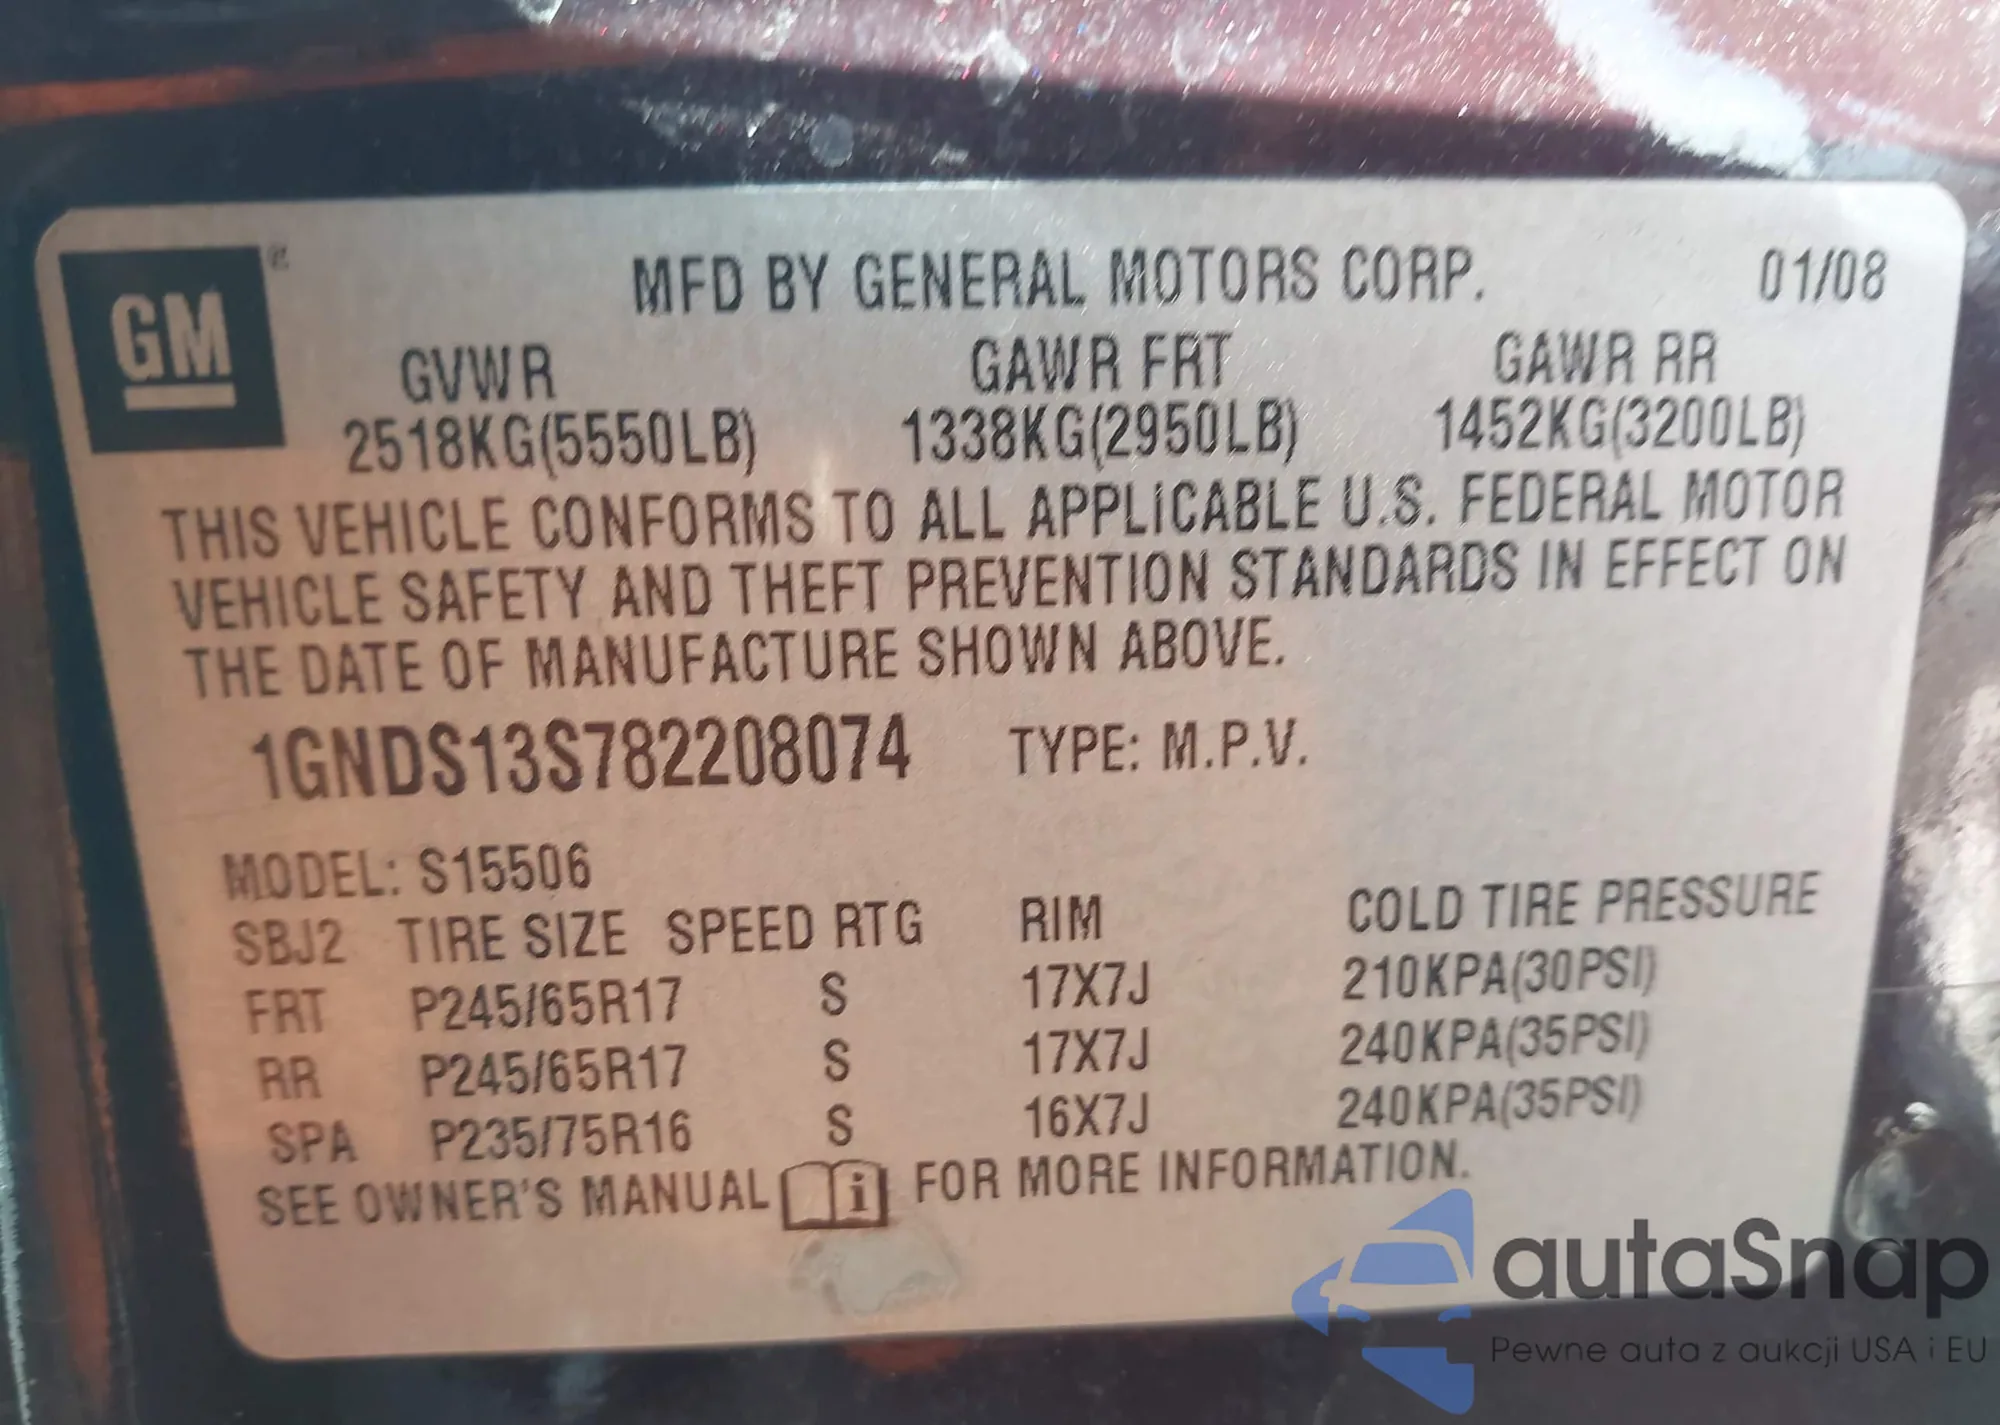 GM
MFD BY GENERAL MOTORS CORP. 01/08
GVWR GAWR FRT GAWR RR
2518KG(5550LB) 1338KG(2950LB) 1452KG(3200LB)
THIS VEHICLE CONFORMS TO ALL APPLICABLE U.S. FEDERAL MOTOR
VEHICLE SAFETY AND THEFT PREVENTION STANDARDS IN EFFECT ON
THE DATE OF MANUFACTURE SHOWN ABOVE.
1GNDS13S782208074 TYPE: M.P.V.
MODEL: S15506
SBJ2 TIRE SIZE SPEED RTG RIM COLD TIRE PRESSURE
FRT P245/65R17 S 17X7J 210KPA(30PSI)
RR P245/65R17 S 17X7J 240KPA(35PSI)
SPA P235/75R16 S 16X7J 240KPA(35PSI)
SEE OWNER'S MANUAL i FOR MORE INFORMATION.
autaSnap
Pewne auta z aukcji USA i EU